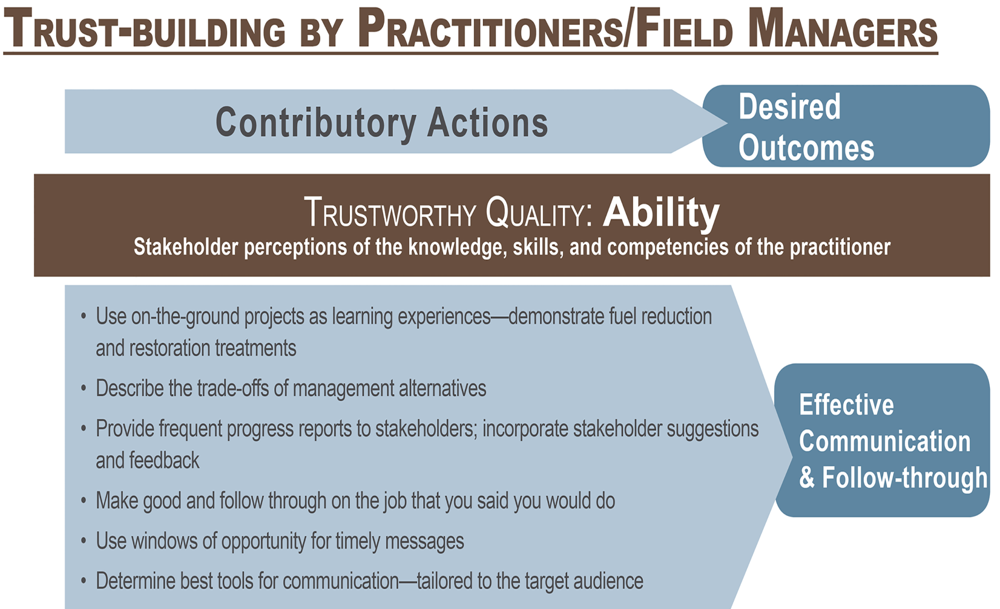 TRUST-BUILDING BY PRACTITIONERS/FIELD MANAGERS
Contributory Actions
Desired
Outcomes
TRUSTWORTHY QUALITY: Ability
Stakeholder perceptions of the knowledge, skills, and competencies of the practitioner
• Use on-the-ground projects as learning experiences—demonstrate fuel reduction
and restoration treatments
• Describe the trade-offs of management alternatives
• Provide frequent progress reports to stakeholders; incorporate stakeholder suggestions
and feedback
• Make good and follow through on the job that you said you would do
• Use windows of opportunity for timely messages
• Determine best tools for communication—tailored to the target audience
Effective
Communication
& Follow-through